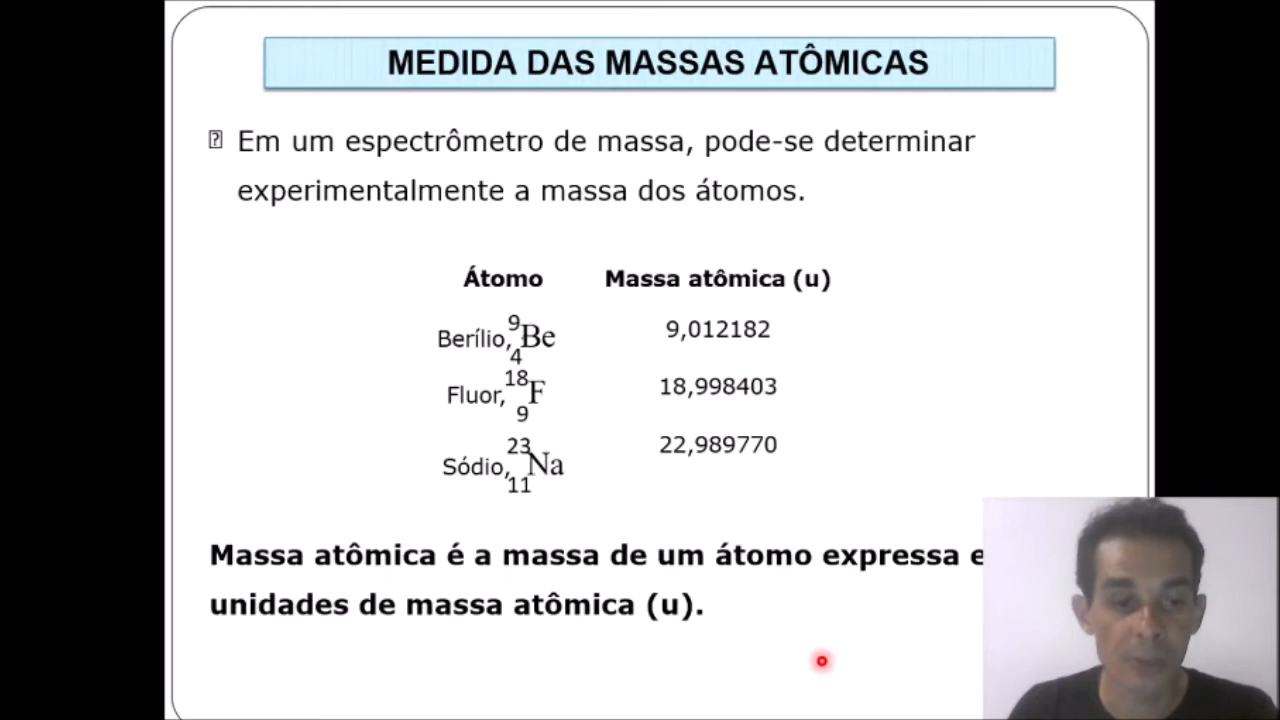 MEDIDA DAS MASSAS ATÔMICAS
Em um espectrômetro de massa, pode-se determinar
experimentalmente a massa dos átomos.
Átomo Massa atômica (u)
Berílio, 9 4 Be 9,012182
Fluor, 18 9 F 18,998403
Sódio, 23 11 Na 22,989770
Massa atômica é a massa de um átomo expressa e
unidades de massa atômica (u).